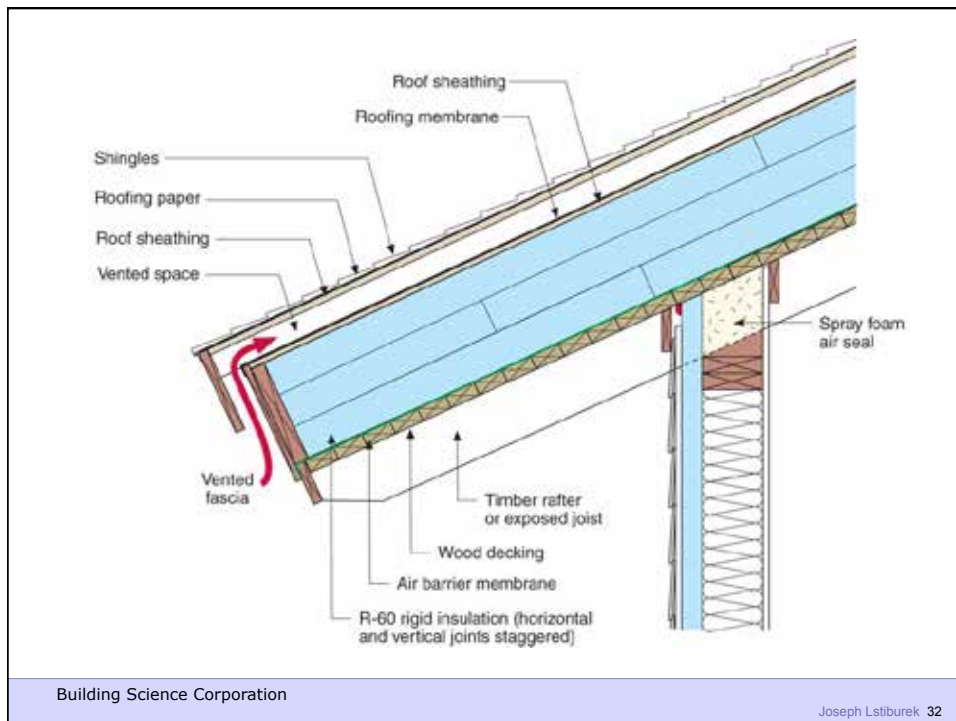 Roof sheathing
Roofing membrane
Shingles
Roofing paper
Roof sheathing
Vented space
Spray foam
air seal
Vented
fascia
Timber rafter
or exposed joist
Wood decking
Air barrier membrane
R-60 rigid insulation (horizontal
and vertical joints staggered)
Building Science Corporation
Joseph Lstiburek 32